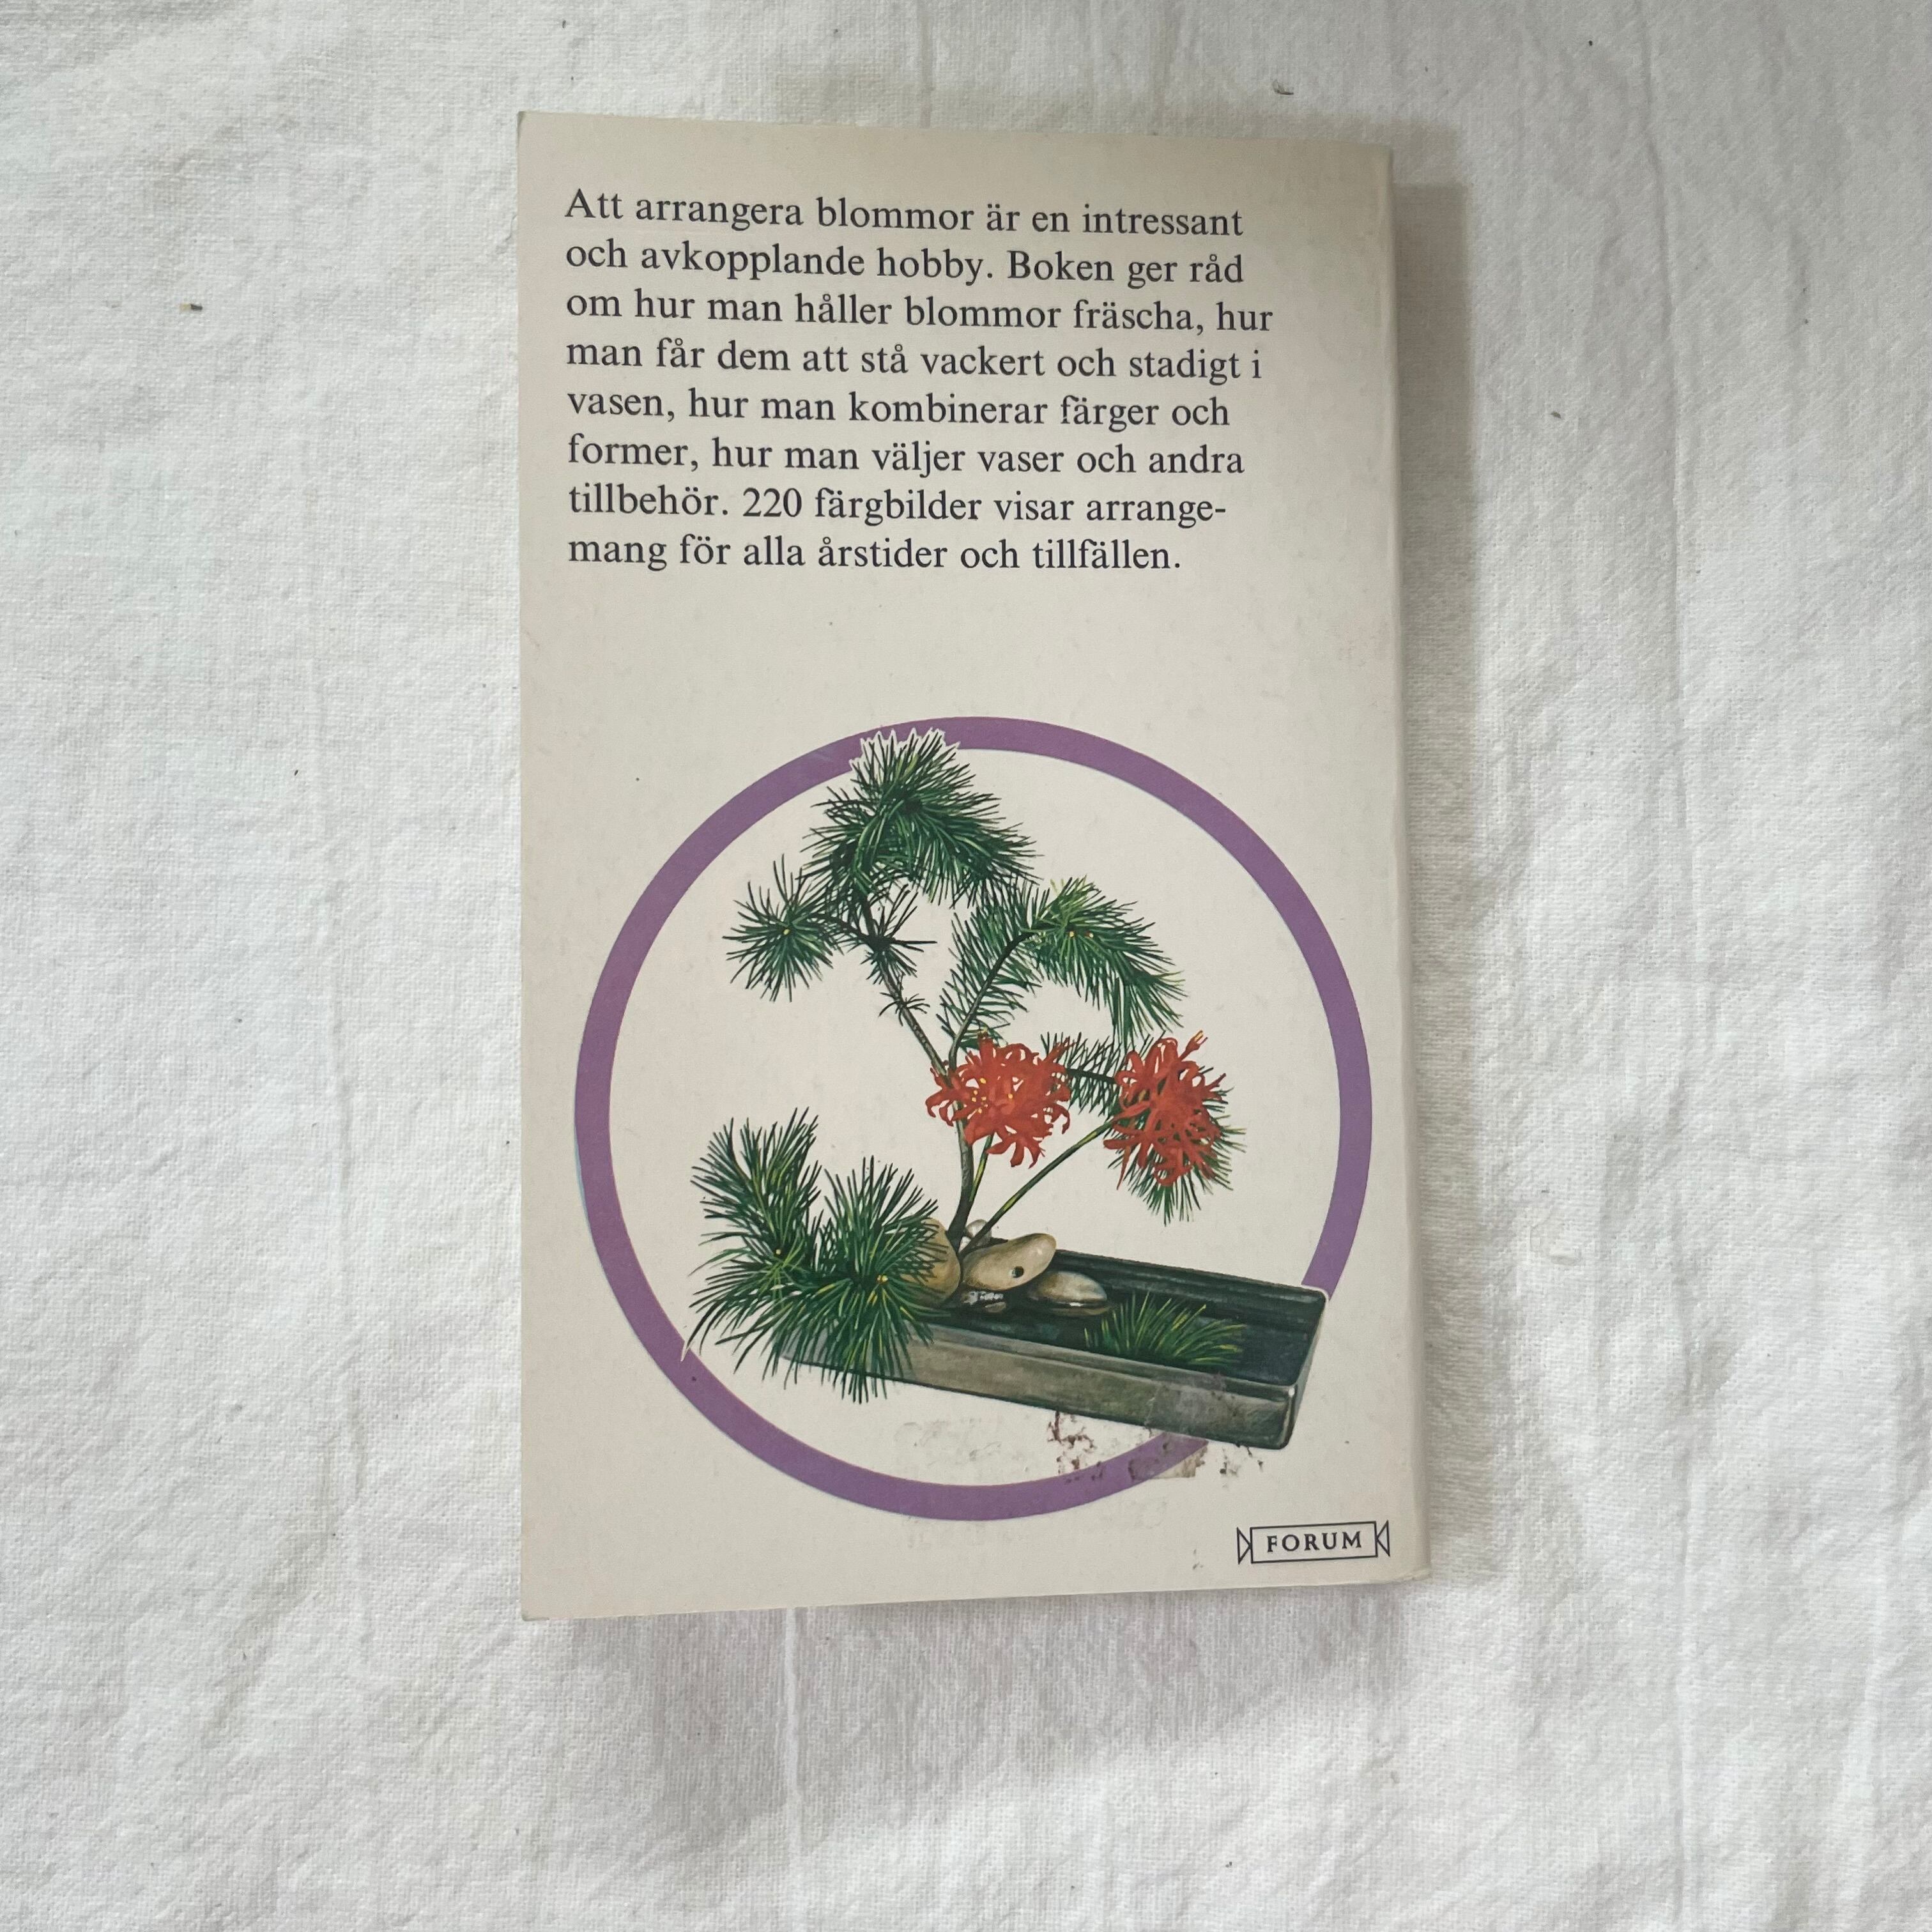 Att arrangera blommor är en intressant
och avkopplande hobby. Boken ger råd
om hur man håller blommor fräscha, hur
man får dem att stå vackert och stadigt i
vasen, hur man kombinerar färger och
former, hur man väljer vaser och andra
tillbehör. 220 färgbilder visar arrange-
mang för alla årstider och tillfällen.
FORUM